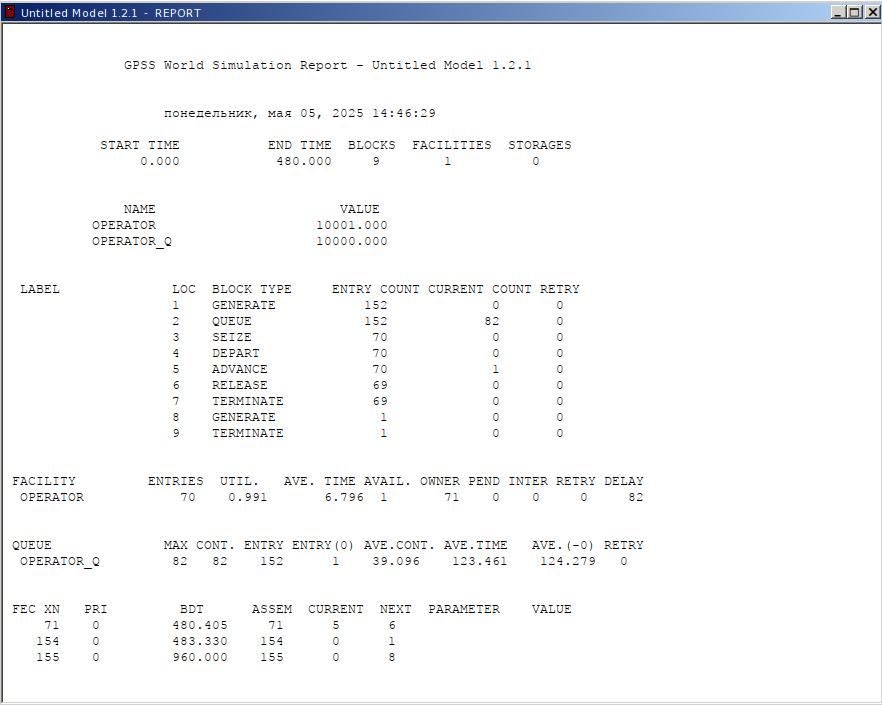 Untitled Model 1.2.1 - REPORT
GPSS World Simulation Report - Untitled Model 1.2.1
понедельник, мая 05, 2025 14:46:29
START TIME END TIME BLOCKS FACILITIES STORAGES
0.000 480.000 9 1 0
NAME VALUE
OPERATOR 10001.000
OPERATOR_Q 10000.000
LABEL LOC BLOCK TYPE ENTRY COUNT CURRENT COUNT RETRY
1 GENERATE 152 0 0
2 QUEUE 152 82 0
3 SEIZE 70 0 0
4 DEPART 70 0 0
5 ADVANCE 70 1 0
6 RELEASE 69 0 0
7 TERMINATE 69 0 0
8 GENERATE 1 0 0
9 TERMINATE 1 0 0
FACILITY ENTRIES UTIL. AVE. TIME AVAIL. OWNER PEND INTER RETRY DELAY
OPERATOR 70 0.991 6.796 1 71 0 0 0 82
QUEUE MAX CONT. ENTRY ENTRY(0) AVE.CONT. AVE.TIME AVE.(-0) RETRY
OPERATOR_Q 82 82 152 1 39.096 123.461 124.279 0
FEC XN PRI BDT ASSEM CURRENT NEXT PARAMETER VALUE
71 0 480.405 71 5 6
154 0 483.330 154 0 1
155 0 960.000 155 0 8